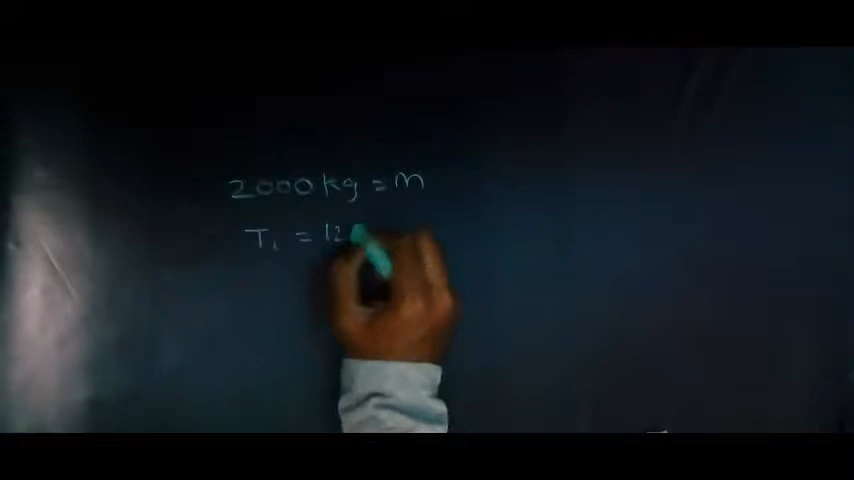 2000 kg = m
T₁ = 12